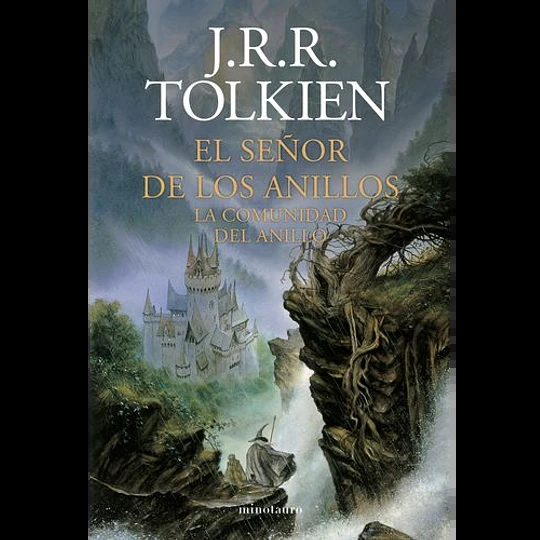 J.R.R.
TOLKIEN
EL SEÑOR
DE LOS ANILLOS
LA COMUNIDAD
DEL ANILLO
minotauro